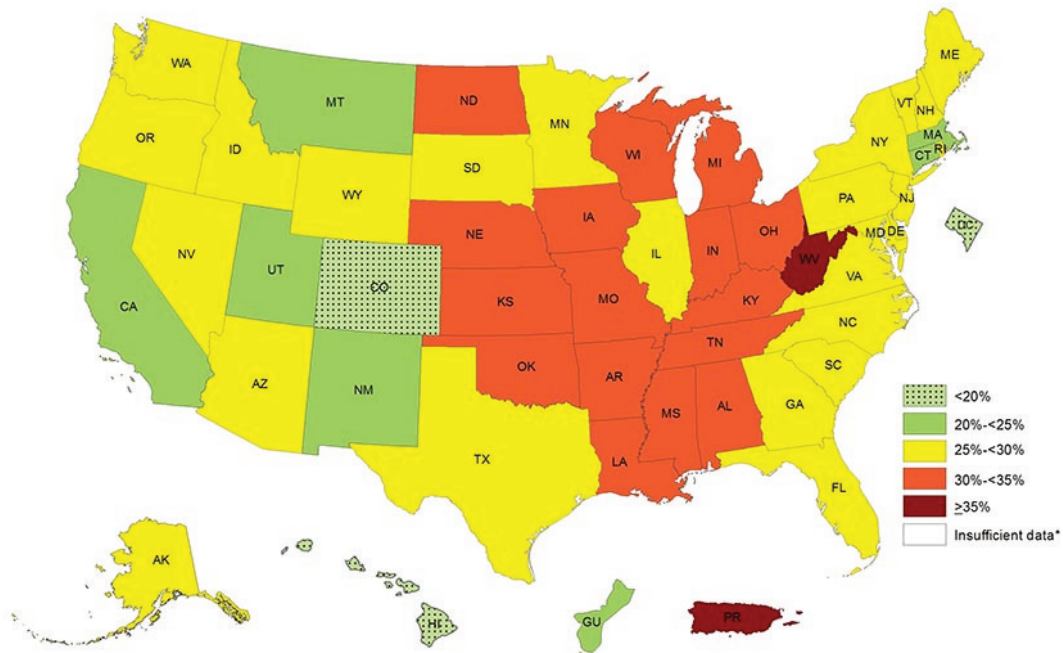 WA
MT
ND
MN
ME
OR
ID
SD
WI
MI
VT
NH
NY
MA
CT
RI
WY
IA
NE
PA
NJ
NV
UT
CO
IL
IN
OH
MD
DE
DC
CA
KS
MO
WV
VA
KY
AZ
NM
OK
AR
TN
NC
SC
MS
AL
GA
TX
LA
FL
<20%
20%-<25%
25%-<30%
30%-<35%
≥35%
Insufficient data*
AK
HI
GU
PR